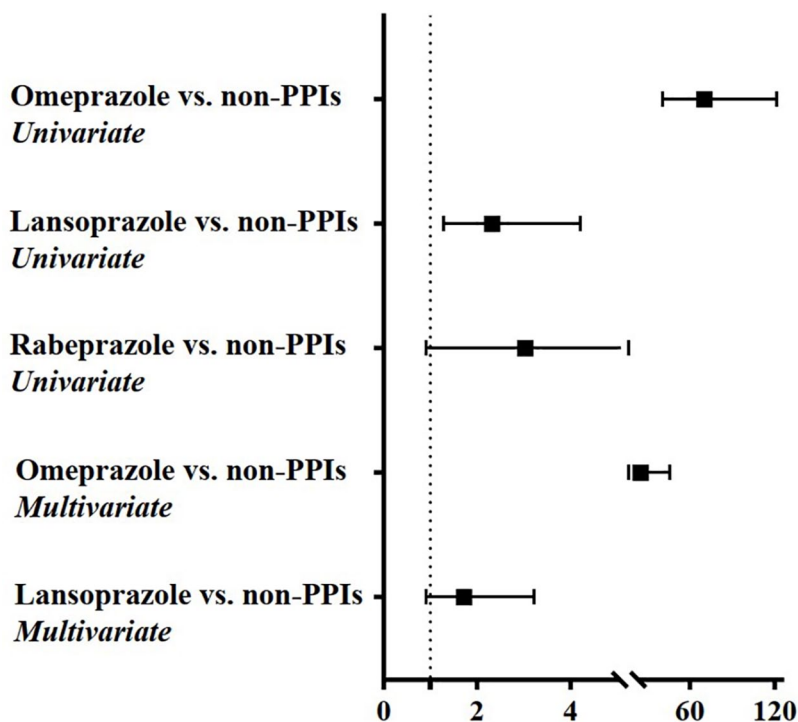 Omeprazole vs. non-PPIs
Univariate
Lansoprazole vs. non-PPIs
Univariate
Rabeprazole vs. non-PPIs
Univariate
Omeprazole vs. non-PPIs
Multivariate
Lansoprazole vs. non-PPIs
Multivariate
0 2 4 60 120